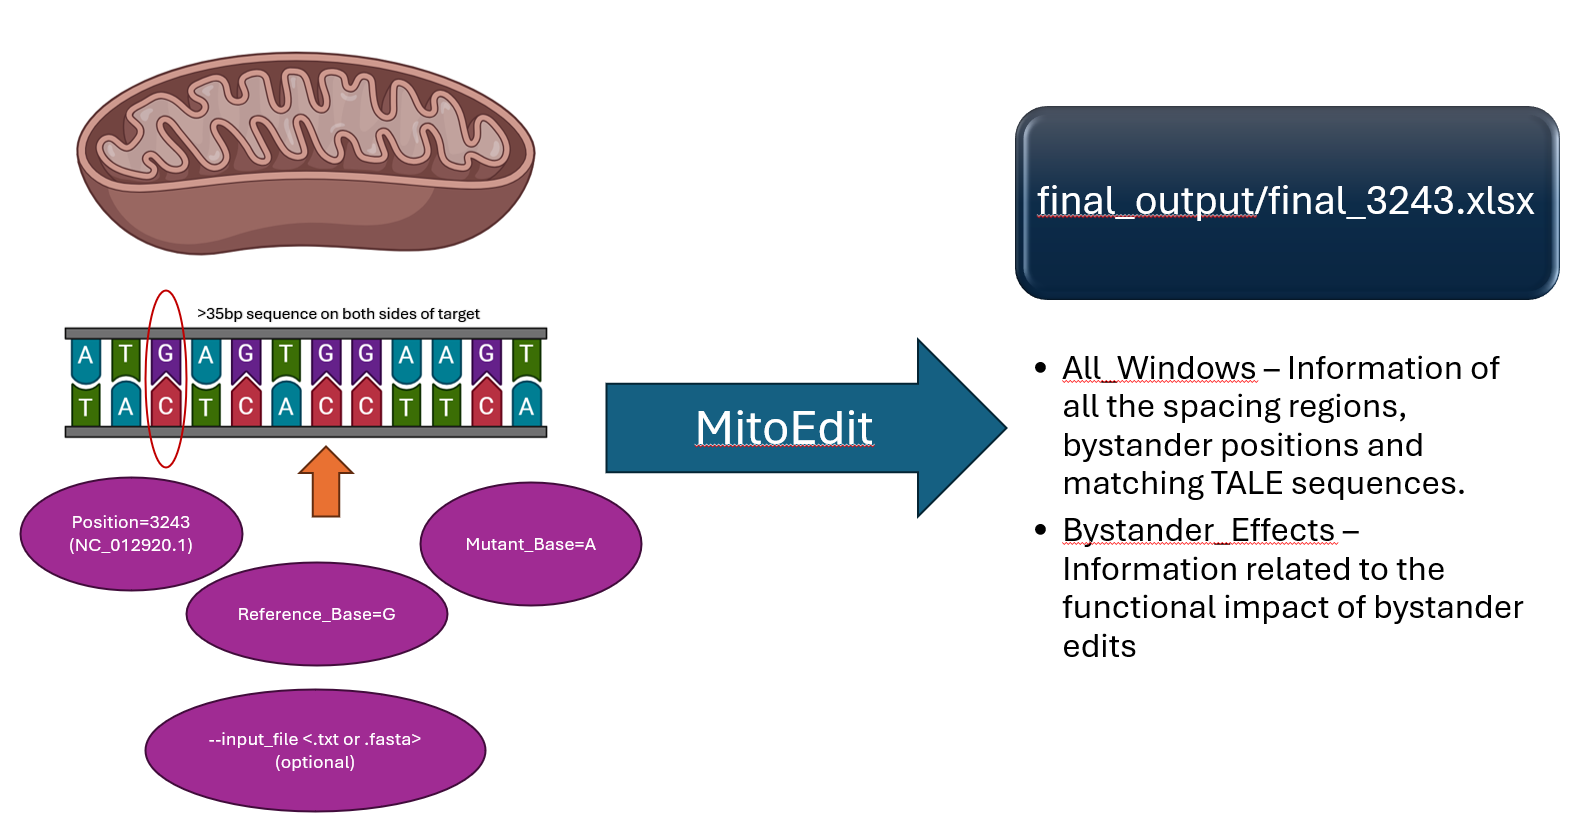 >35bp sequence on both sides of target
A T G A G T G G A A G T
T A C T C A C C T T C A
Position=3243
(NC_012920.1)
Mutant_Base=A
Reference_Base=G
--input_file <.txt or .fasta>
(optional)
MitoEdit
final_output/final_3243.xlsx
• All_Windows – Information of
all the spacing regions,
bystander positions and
matching TALE sequences.
• Bystander_Effects –
Information related to the
functional impact of bystander
edits